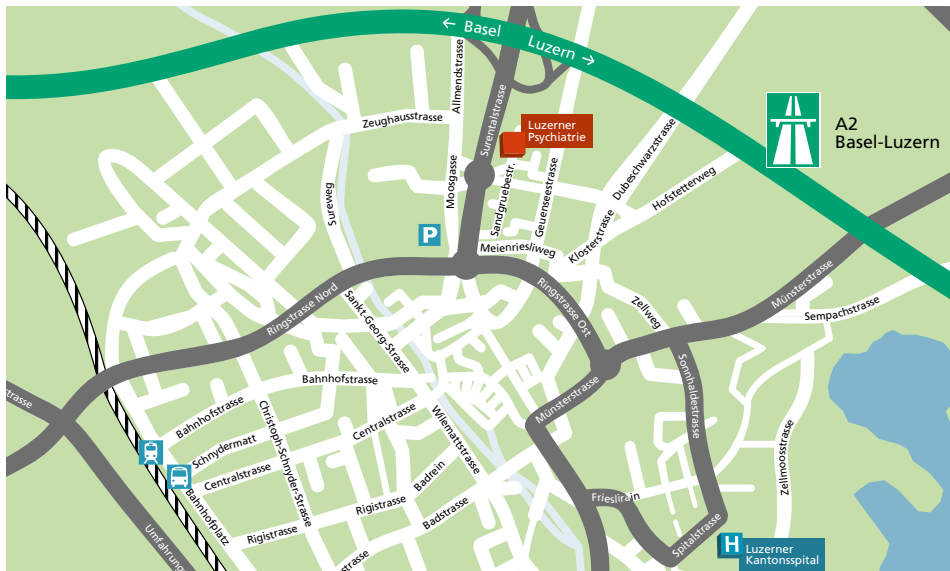 ← Basel Luzern →
Allmendstrasse
Surentalstrasse
Zeughausstrasse
Luzerner
Psychiatrie
A2
Basel-Luzern
Dubeschwarzstrasse
Hofstetterweg
Moosgasse
Sandgruebestr.
Geuenseestrasse
Klosterstrasse
Sureweg
P
Meienriesliweg
Ringstrasse Nord
Ringstrasse Ost
Sankt-Georg-Strasse
Zellweg
Münsterstrasse
Sempachstrasse
Bahnhofstrasse
Bahnhofstrasse
Christoph-Schnyder-Strasse
Centralstrasse
Wilemattstrasse
Münsterstrasse
Sonnhaldestrasse
Zellmoosstrasse
strasse
Schnydermatt
Centralstrasse
Badrein
Bahnhofplatz
Rigistrasse
Rigistrasse
Badstrasse
Frieslirain
Spitalstrasse
Umfahrung
strasse
H
Luzerner
Kantonsspital